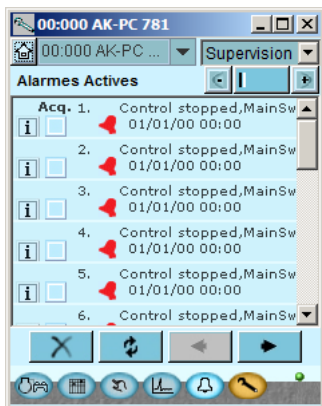 00:000 AK-PC 781
00:000 AK-PC ... Supervision
Alarmes Actives
Acq. 1. Control stopped,MainSw
i 01/01/00 00:00
2. Control stopped,MainSw
i 01/01/00 00:00
3. Control stopped,MainSw
i 01/01/00 00:00
4. Control stopped,MainSw
i 01/01/00 00:00
5. Control stopped,MainSw
i 01/01/00 00:00
6. Control stopped,MainSw